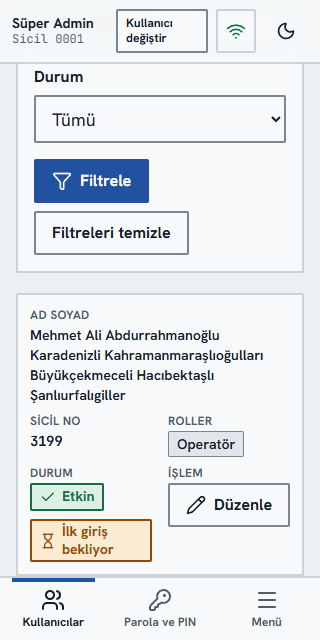 Süper Admin
Sicil 0001
Kullanıcı
değiştir
Durum
Tümü
Filtrele
Filtreleri temizle
AD SOYAD
Mehmet Ali Abdurrahmanoğlu
Karadenizli Kahramanmaraşlıoğulları
Büyükçekmeceli Hacıbektaşlı
Şanlıurfalıgiller
SİCİL NO
3199
ROLLER
Operatör
DURUM
Etkin
İlk giriş
bekliyor
İŞLEM
Düzenle
Kullanıcılar
Parola ve PIN
Menü